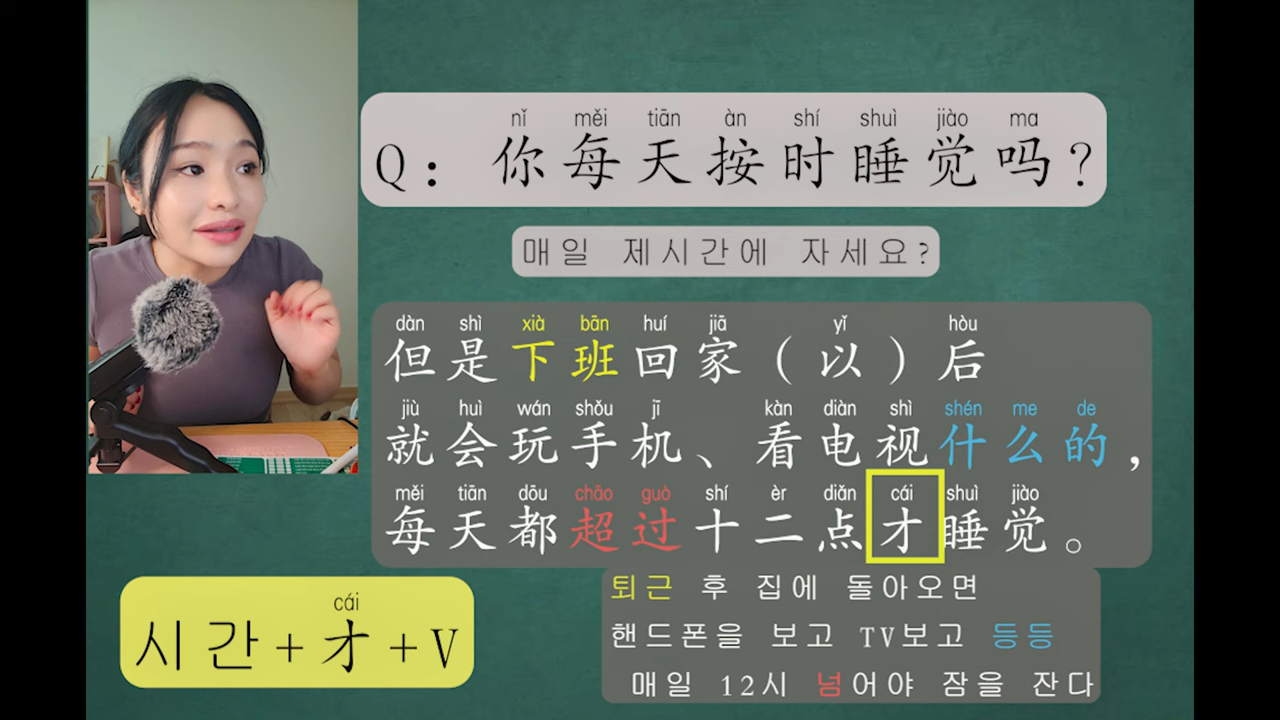 nǐ měi tiān àn shí shuì jiào ma
Q：你每天按时睡觉吗?
매일 제시간에 자세요?
dàn shì xià bān huí jiā yǐ hòu
但是下班回家（以）后
jiù huì wán shǒu jī kàn diàn shì shén me de
就会玩手机、看电视什么的，
měi tiān dōu chāo guò shí èr diǎn cái shuì jiào
每天都超过十二点才睡觉。
퇴근 후 집에 돌아오면
핸드폰을 보고 TV보고 등등
매일 12시 넘어야 잠을 잔다
cái
시간+才+V